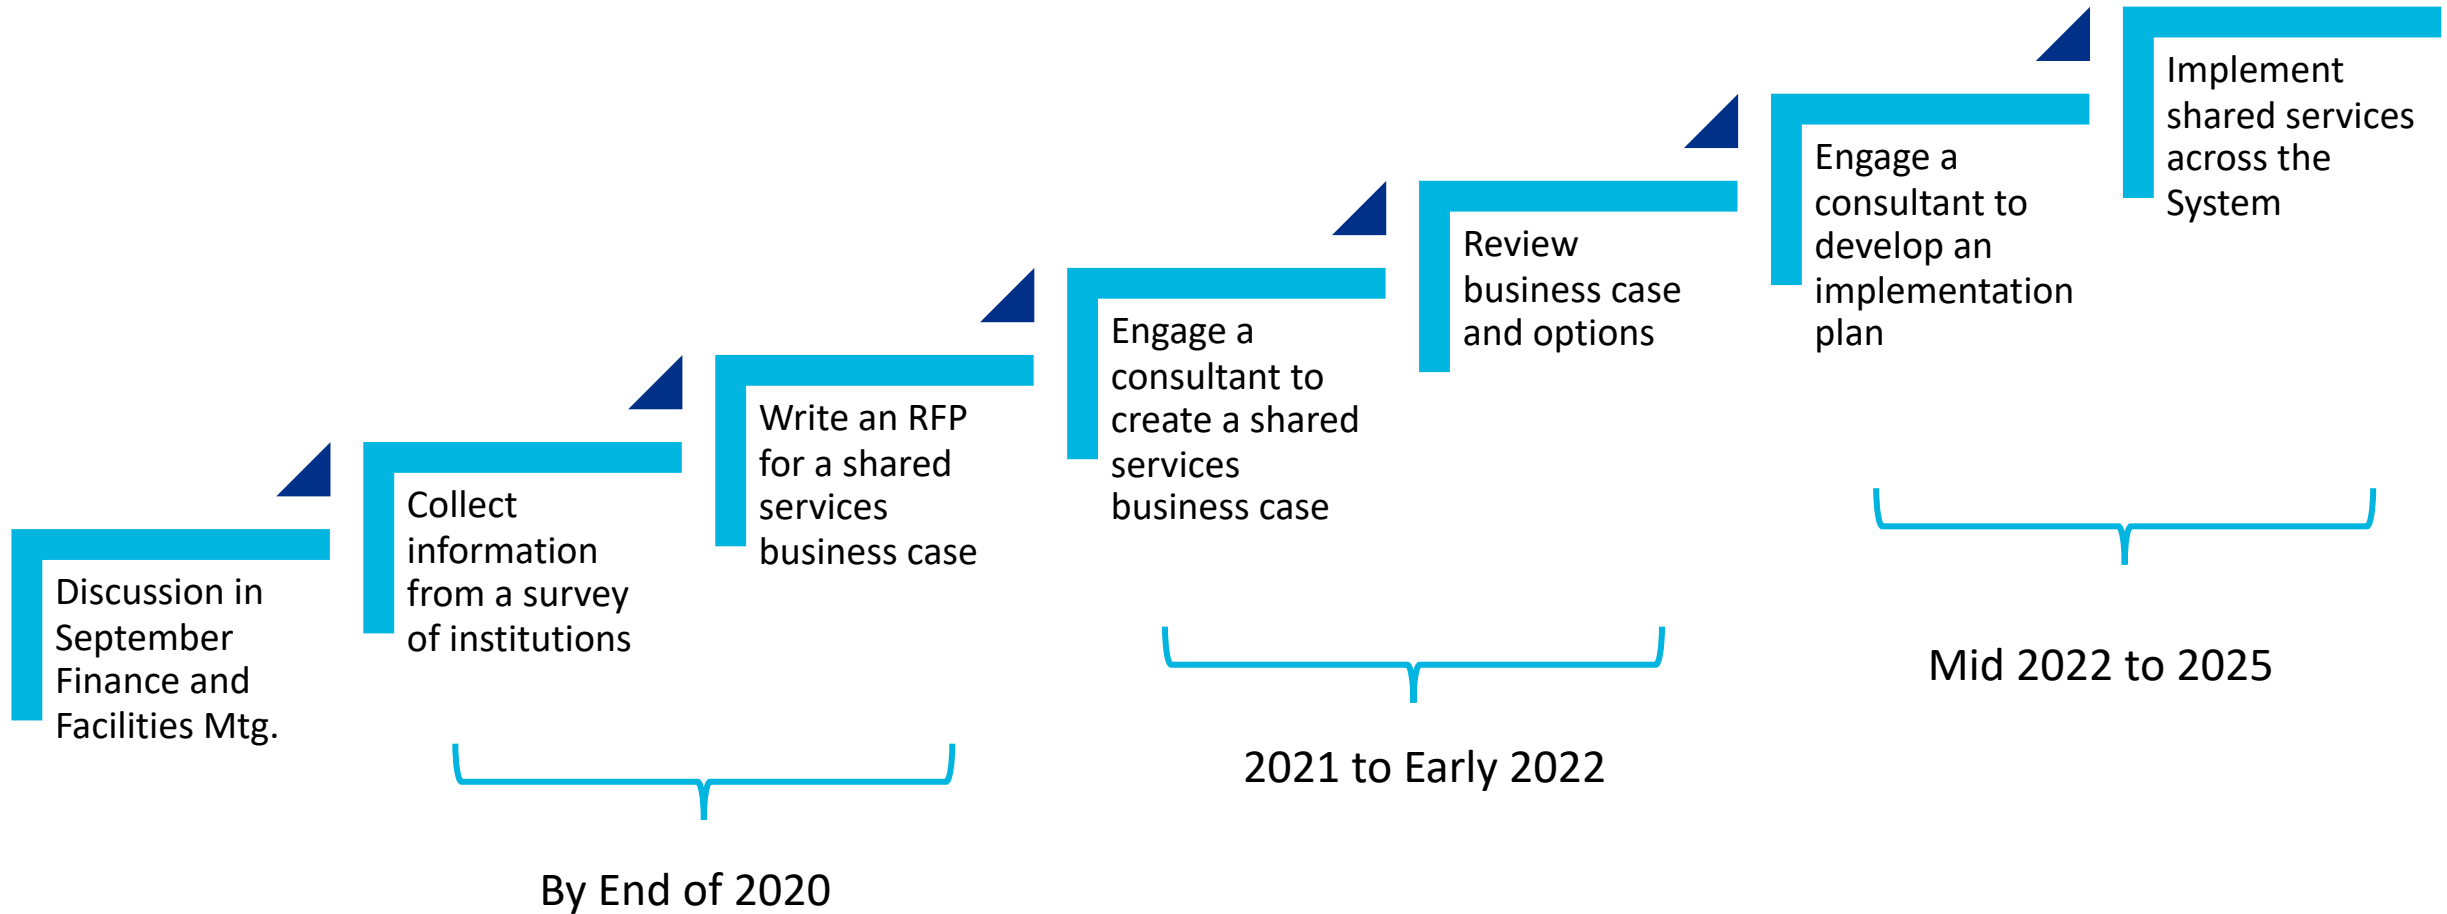 Discussion in
September
Finance and
Facilities Mtg.
Collect
information
from a survey
of institutions
Write an RFP
for a shared
services
business case
Engage a
consultant to
create a shared
services
business case
Review
business case
and options
Engage a
consultant to
develop an
implementation
plan
Implement
shared services
across the
System
By End of 2020
2021 to Early 2022
Mid 2022 to 2025